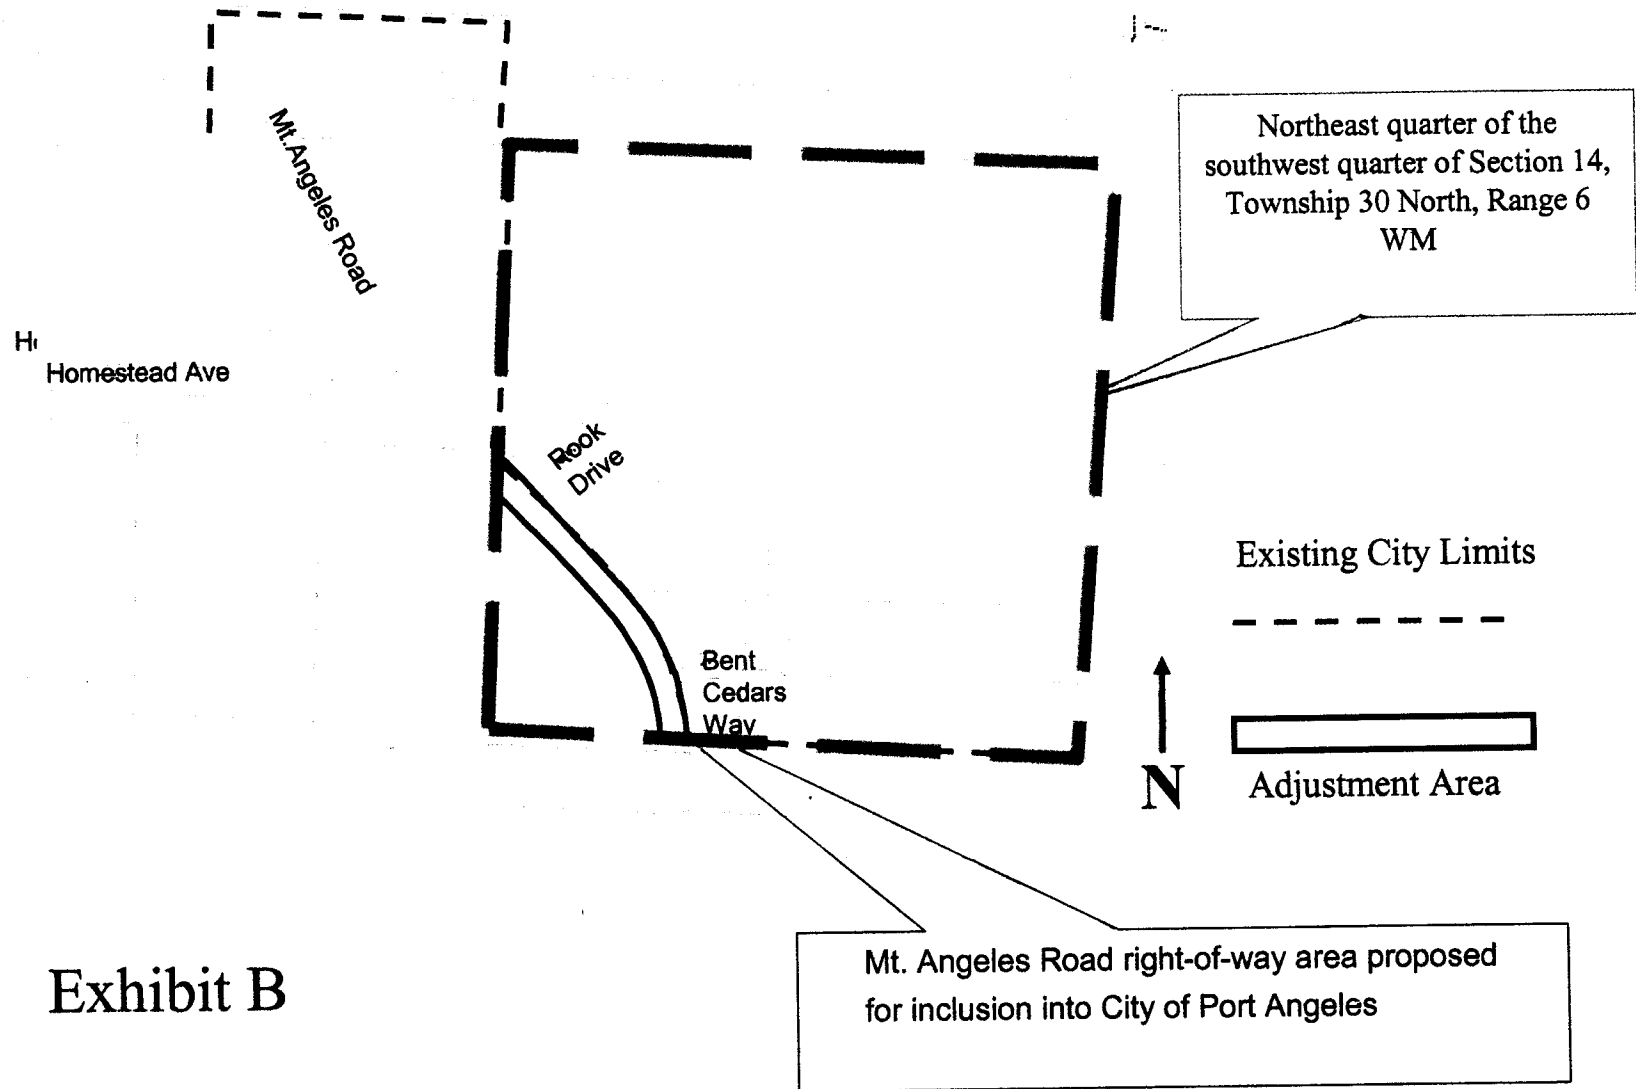 Mt. Angeles Road
Northeast quarter of the
southwest quarter of Section 14,
Township 30 North, Range 6
WM
Homestead Ave
Rook
Drive
Existing City Limits
Bent
Cedars
Way
N
Adjustment Area
Mt. Angeles Road right-of-way area proposed
for inclusion into City of Port Angeles
Exhibit B